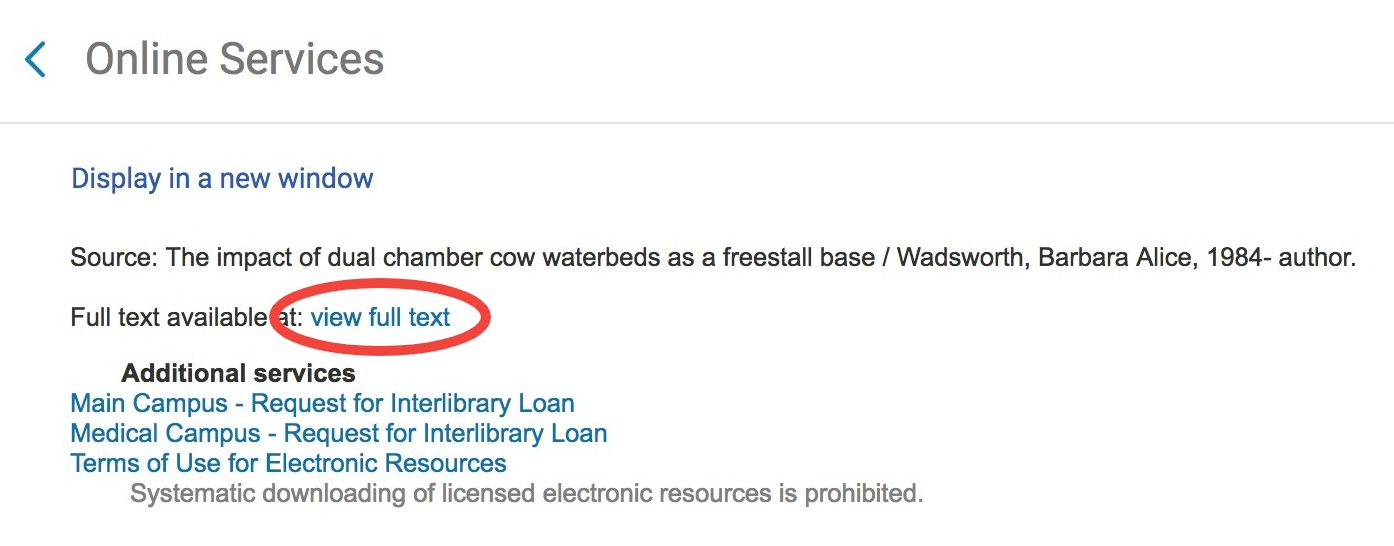 Online Services
Display in a new window
Source: The impact of dual chamber cow waterbeds as a freestall base / Wadsworth, Barbara Alice, 1984- author.
Full text available at: view full text
Additional services
Main Campus - Request for Interlibrary Loan
Medical Campus - Request for Interlibrary Loan
Terms of Use for Electronic Resources
Systematic downloading of licensed electronic resources is prohibited.